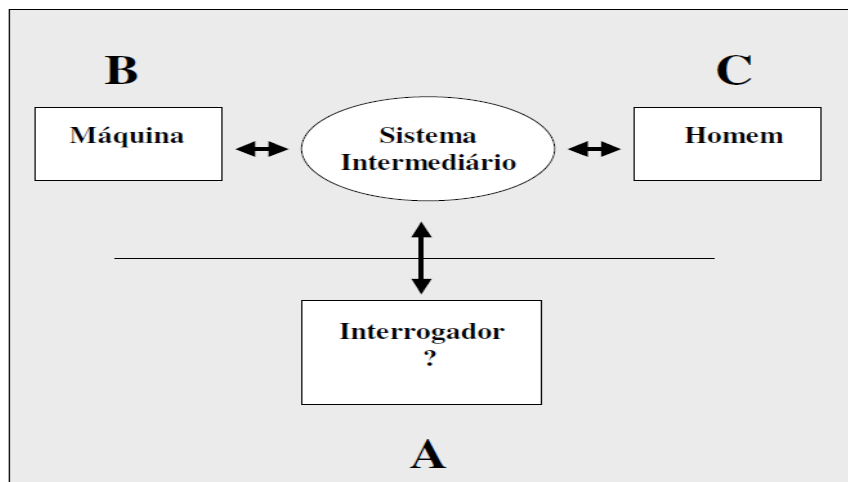 B
C
Máquina
Sistema
Intermediário
Homem
Interrogador
?
A